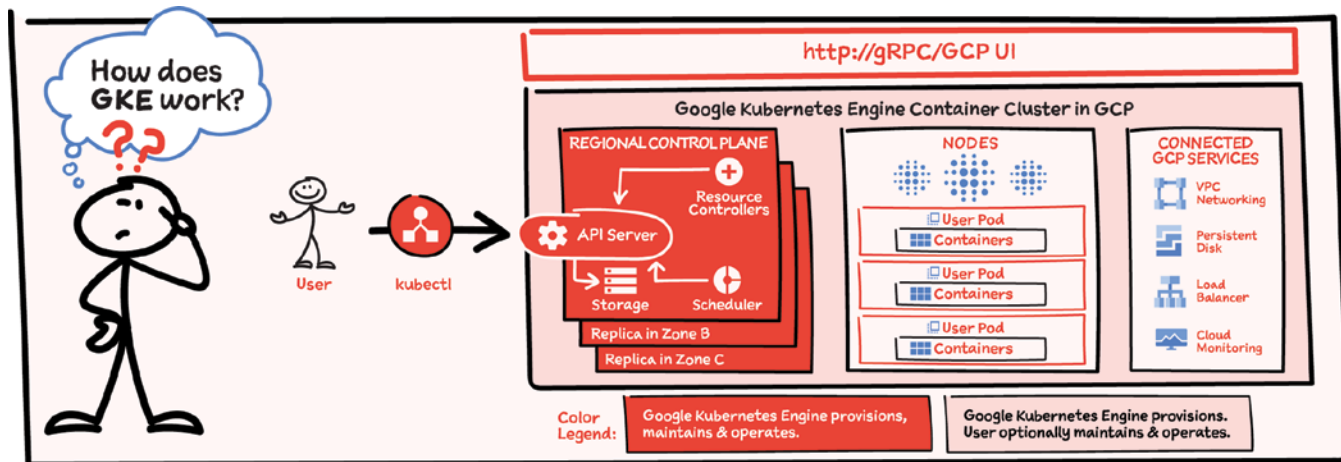 How does
GKE work?
???
User
kubectl
http://gRPC/GCP UI
Google Kubernetes Engine Container Cluster in GCP
REGIONAL CONTROL PLANE
Resource
Controllers
API Server
Storage
Scheduler
Replica in Zone B
Replica in Zone C
NODES
User Pod
Containers
User Pod
Containers
User Pod
Containers
CONNECTED
GCP SERVICES
VPC
Networking
Persistent
Disk
Load
Balancer
Cloud
Monitoring
Color
Legend:
Google Kubernetes Engine provisions,
maintains & operates.
Google Kubernetes Engine provisions.
User optionally maintains & operates.